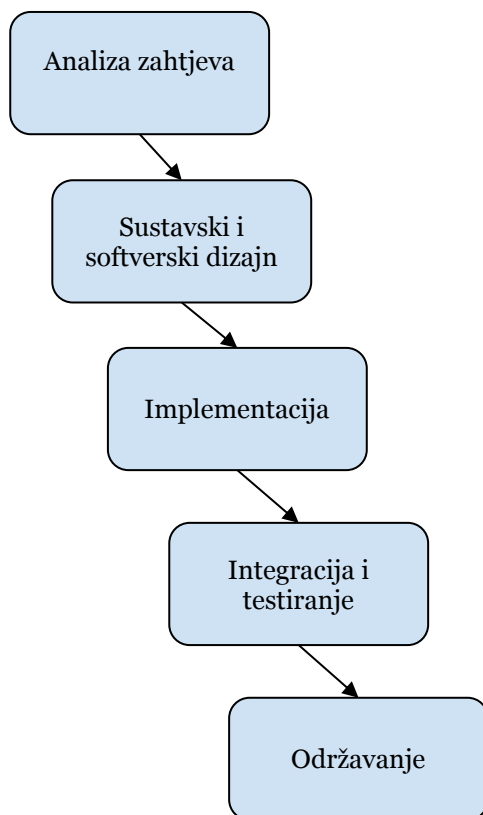 Analiza zahtjeva
Sustavski i
softverski dizajn
Implementacija
Integracija i
testiranje
Održavanje